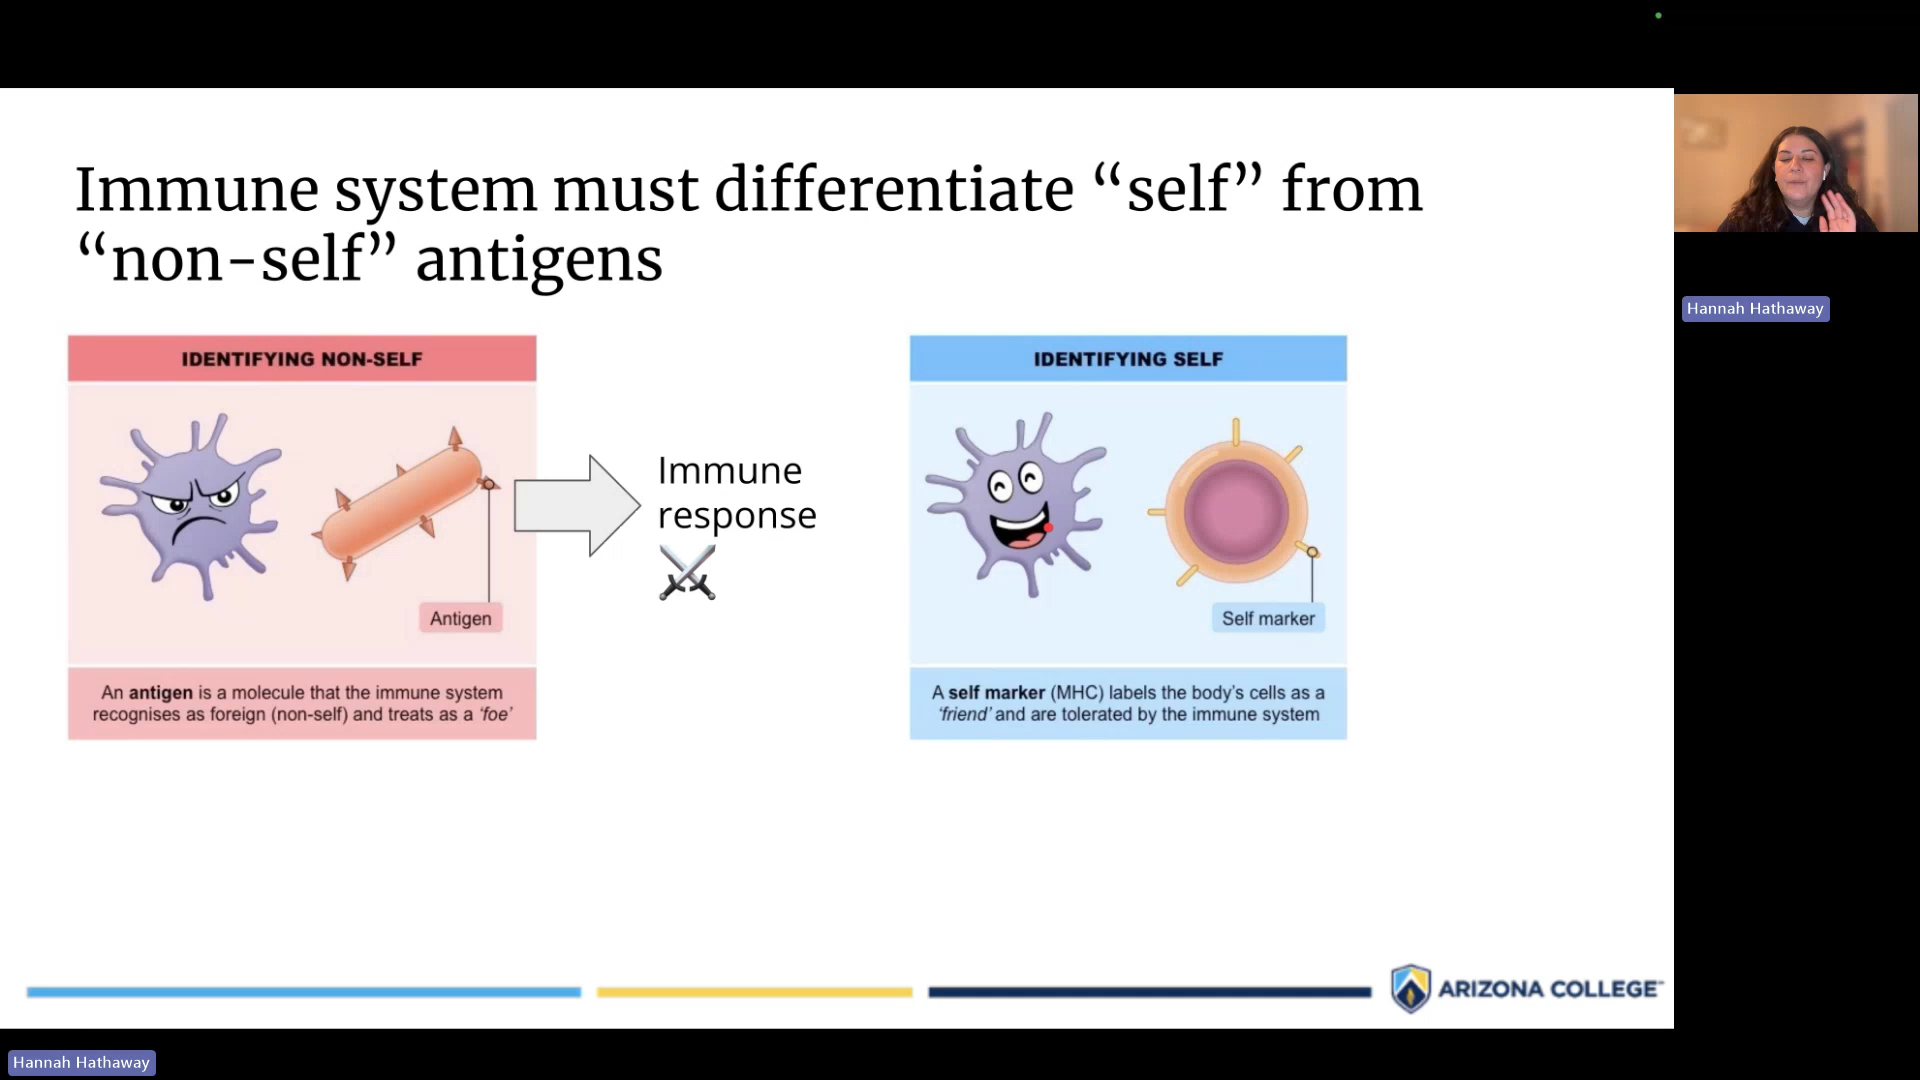 Immune system must differentiate “self” from
“non-self” antigens
IDENTIFYING NON-SELF
Antigen
An antigen is a molecule that the immune system
recognises as foreign (non-self) and treats as a ‘foe’
Immune
response
IDENTIFYING SELF
Self marker
A self marker (MHC) labels the body’s cells as a
‘friend’ and are tolerated by the immune system
ARIZONA COLLEGE
Hannah Hathaway
Hannah Hathaway